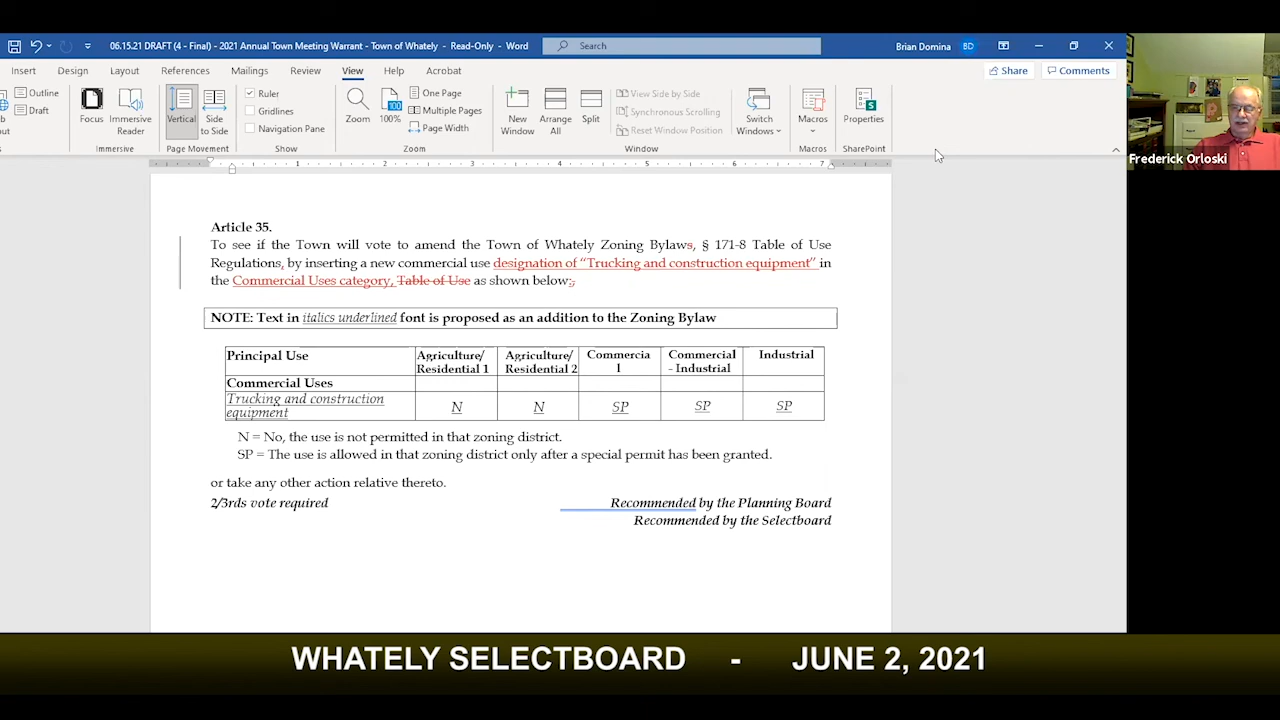 06.15.21 DRAFT (4 - Final) - 2021 Annual Town Meeting Warrant - Town of Whately - Read-Only - Word
Search
Brian Domina BD
Insert Design Layout References Mailings Review View Help Acrobat
Share Comments
Outline
Draft
Focus
Immersive Reader
Immersive
Vertical
Side to Side
Page Movement
Ruler
Gridlines
Navigation Pane
Show
Zoom
100
100%
One Page
Multiple Pages
Page Width
Zoom
New Window
Arrange All
Split
View Side by Side
Synchronous Scrolling
Reset Window Position
Window
Switch Windows
Macros
Macros
Properties
SharePoint
Frederick Orloski
1 2 3 4 5 6 7
Article 35.
To see if the Town will vote to amend the Town of Whately Zoning Bylaws, § 171-8 Table of Use
Regulations, by inserting a new commercial use designation of “Trucking and construction equipment” in
the Commercial Uses category, Table of Use as shown below:,
NOTE: Text in italics underlined font is proposed as an addition to the Zoning Bylaw
Principal Use Agriculture/ Residential 1 Agriculture/ Residential 2 Commercia l Commercial - Industrial Industrial
Commercial Uses
Trucking and construction equipment N N SP SP SP
N = No, the use is not permitted in that zoning district.
SP = The use is allowed in that zoning district only after a special permit has been granted.
or take any other action relative thereto.
2/3rds vote required Recommended by the Planning Board
Recommended by the Selectboard
WHATELY SELECTBOARD - JUNE 2, 2021